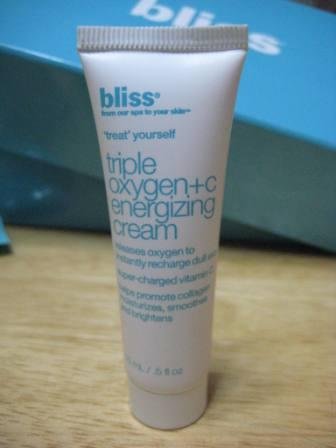 bliss
bliss®
from our spa to your skin™
'treat' yourself
triple
oxygen+c
energizing
cream
releases oxygen to
instantly recharge dull
super-charged vitamin c
helps promote collagen
moisturizes, smoothes
and brightens
mL / .5 fl oz